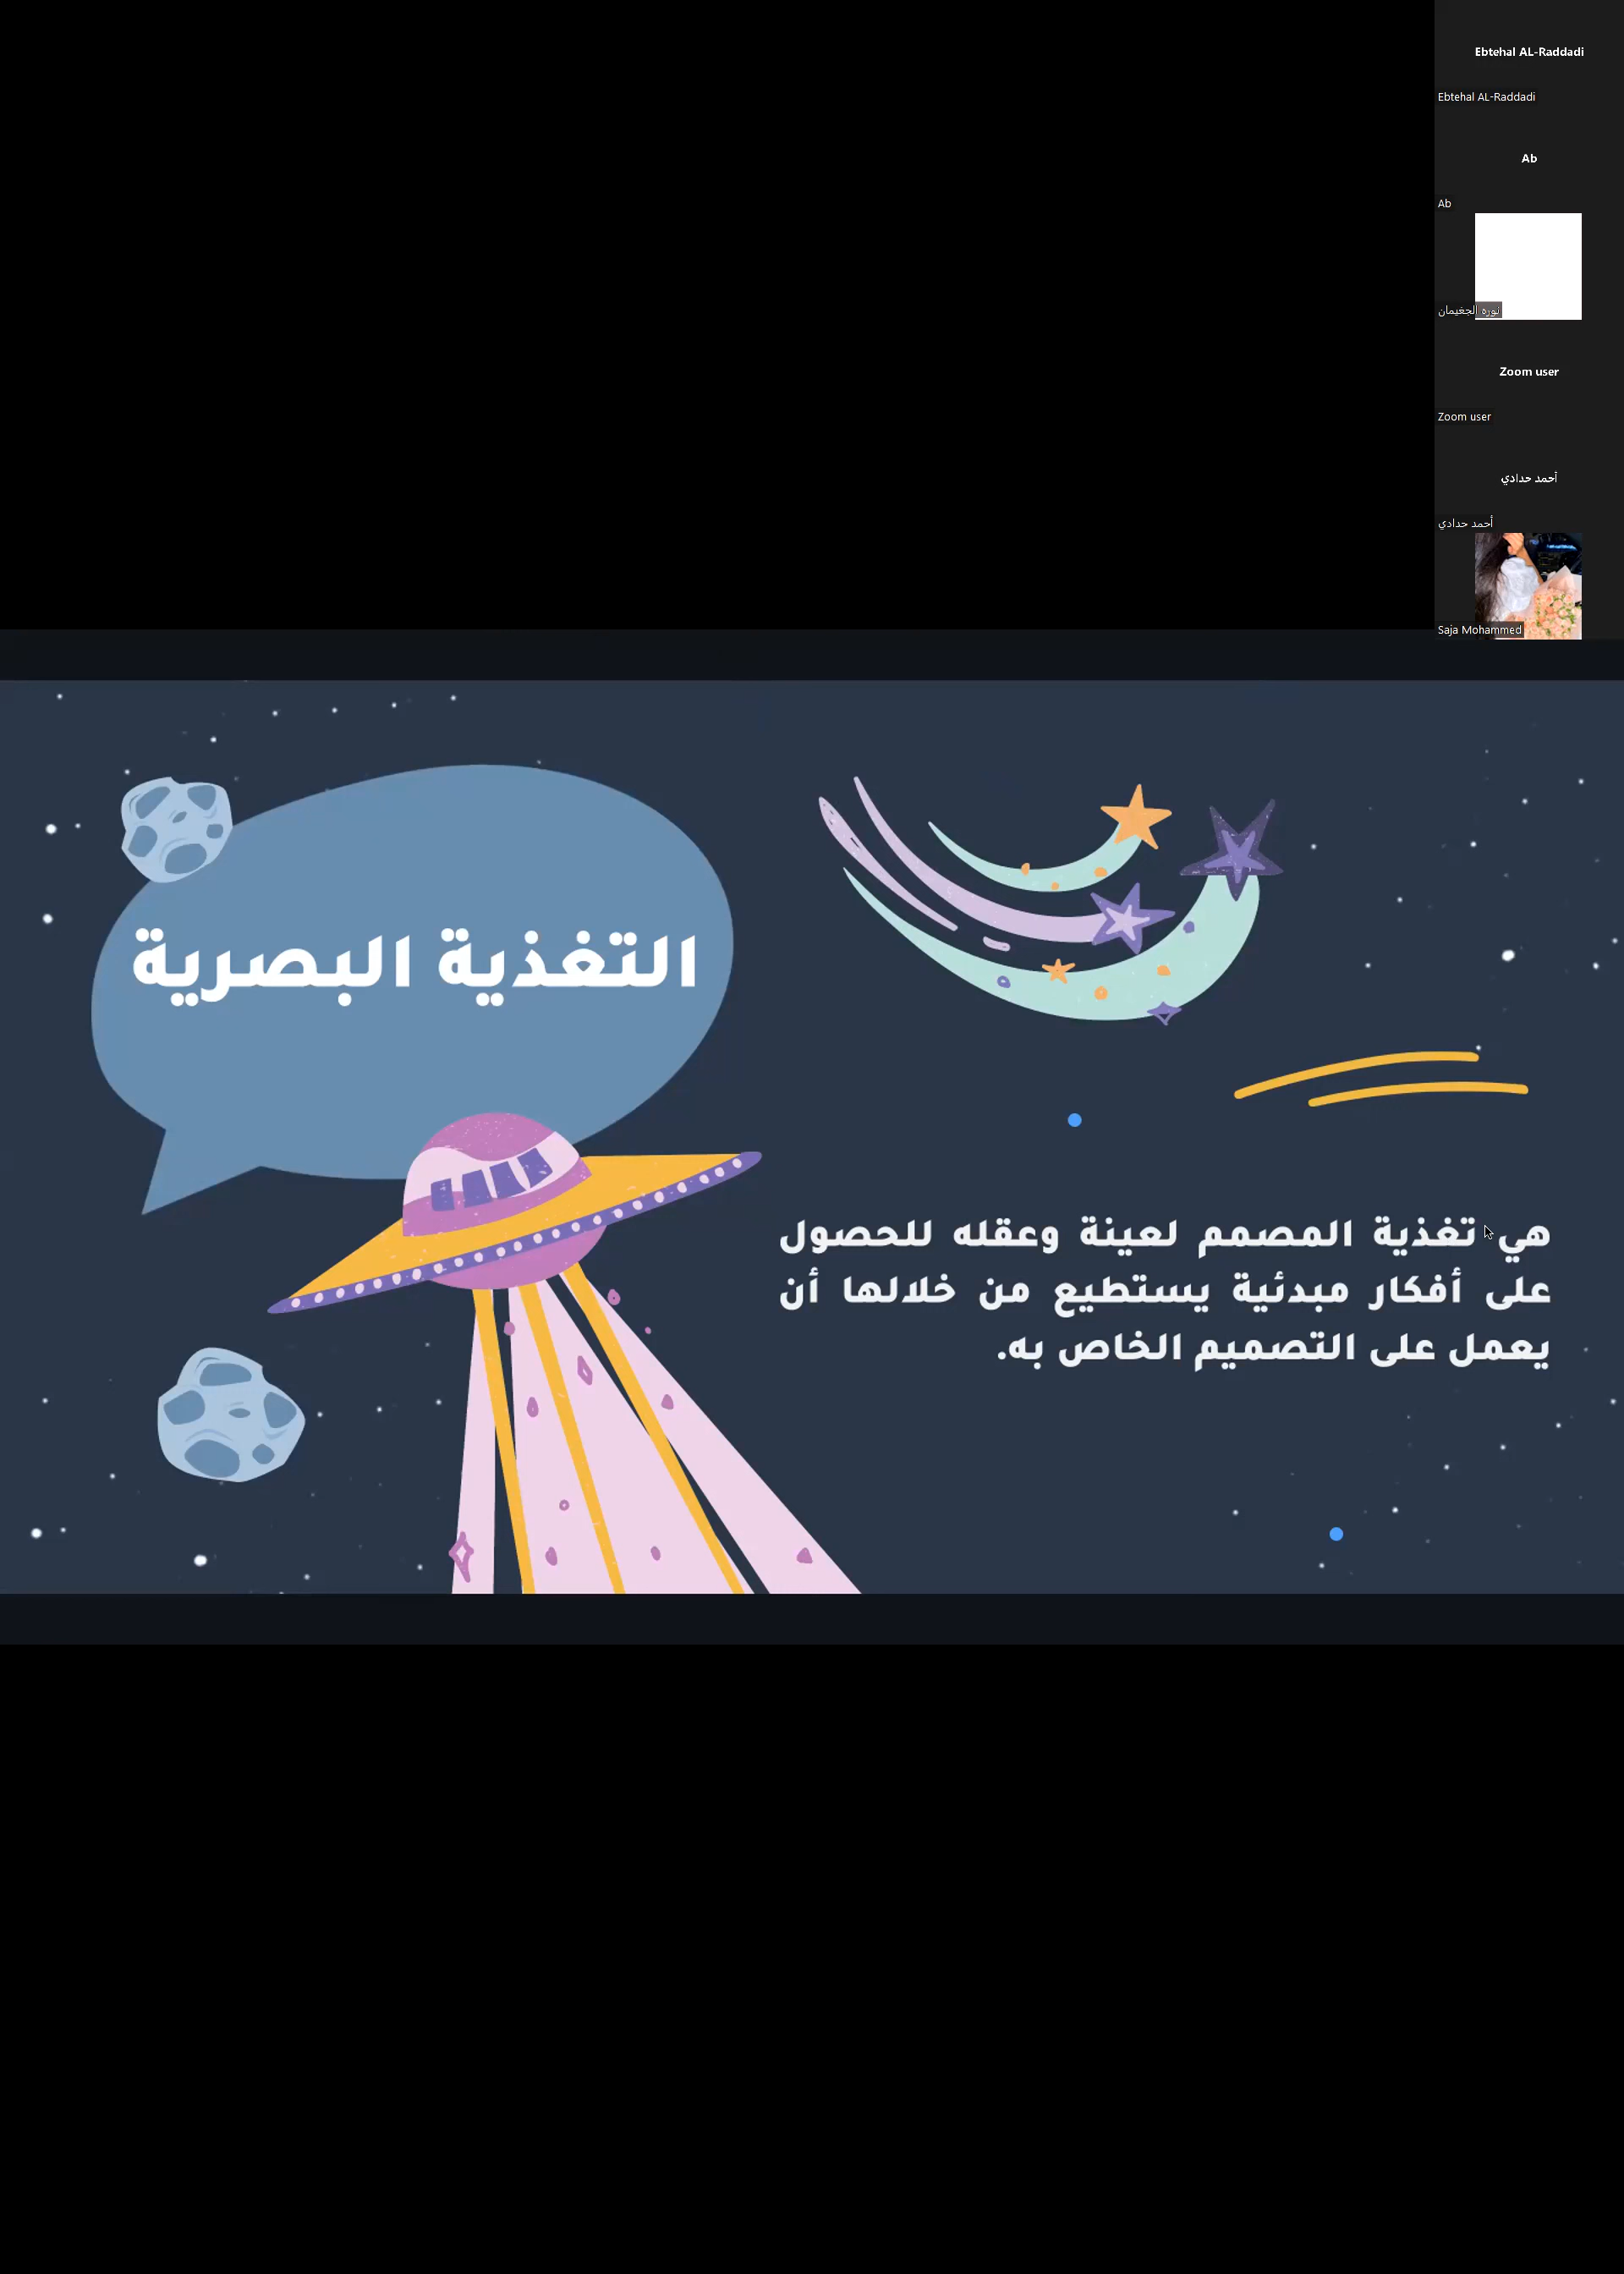 Ebtehal AL-Raddadi
Ebtehal AL-Raddadi
Ab
Ab
نوره الجغيمان
Zoom user
Zoom user
أحمد حدادي
أحمد حدادي
Saja Mohammed
التغذية البصرية
هي تغذية المصمم لعينة وعقله للحصول
على أفكار مبدئية يستطيع من خلالها أن
يعمل على التصميم الخاص به.